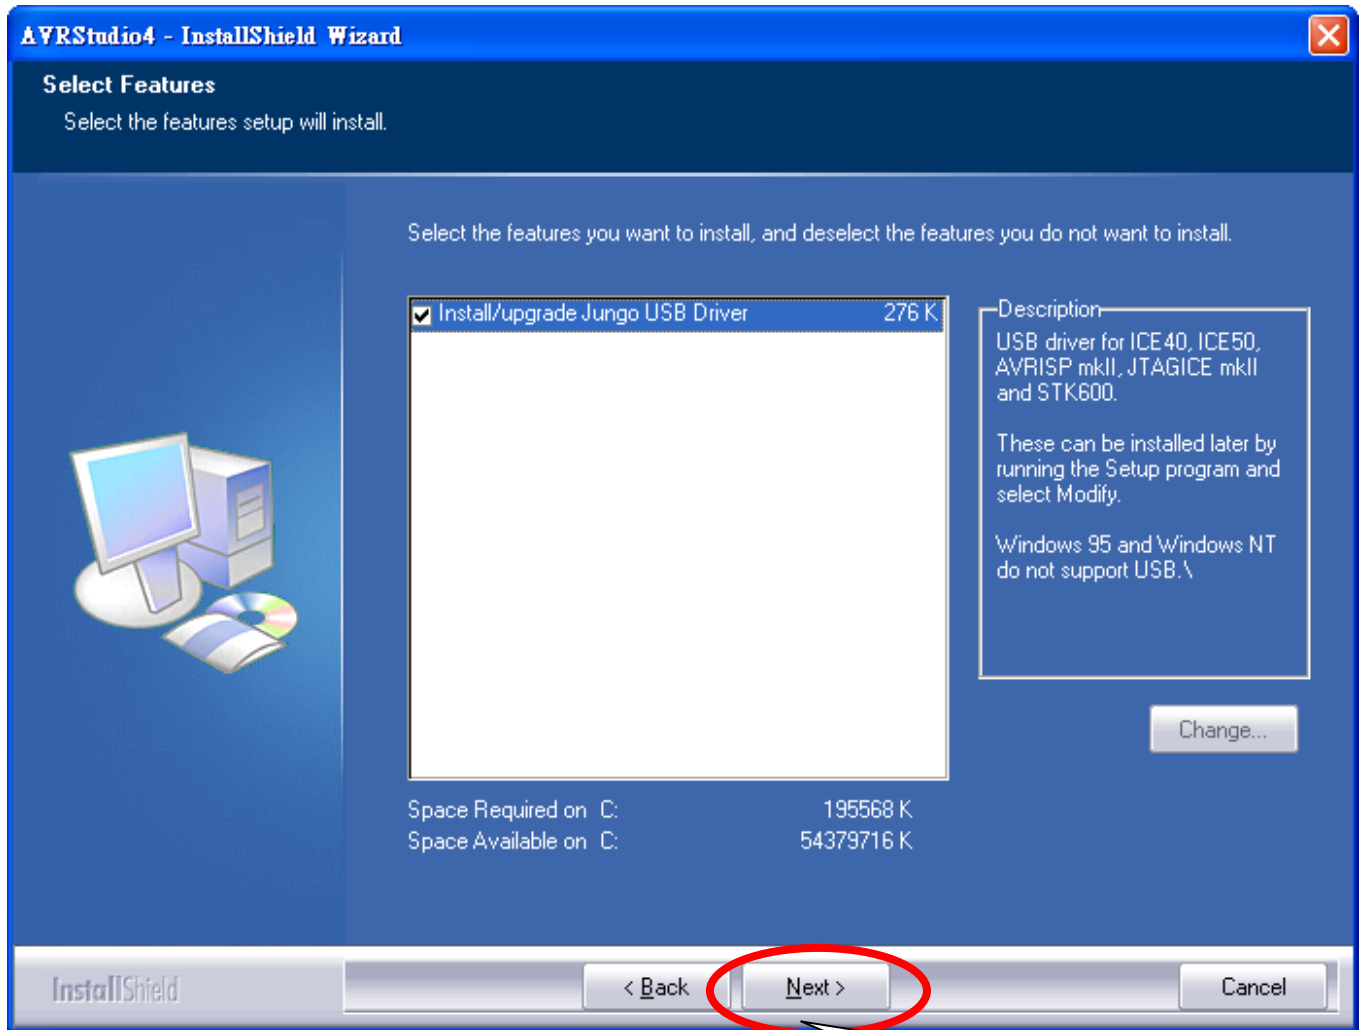 AVRStudio4 - InstallShield Wizard
Select Features
Select the features setup will install.
Select the features you want to install, and deselect the features you do not want to install.
Install/upgrade Jungo USB Driver 276 K
Description
USB driver for ICE40, ICE50,
AVRISP mkII, JTAGICE mkII
and STK600.
These can be installed later by
running the Setup program and
select Modify.
Windows 95 and Windows NT
do not support USB.\
Change...
Space Required on C: 195568 K
Space Available on C: 54379716 K
InstallShield
< Back
Next >
Cancel